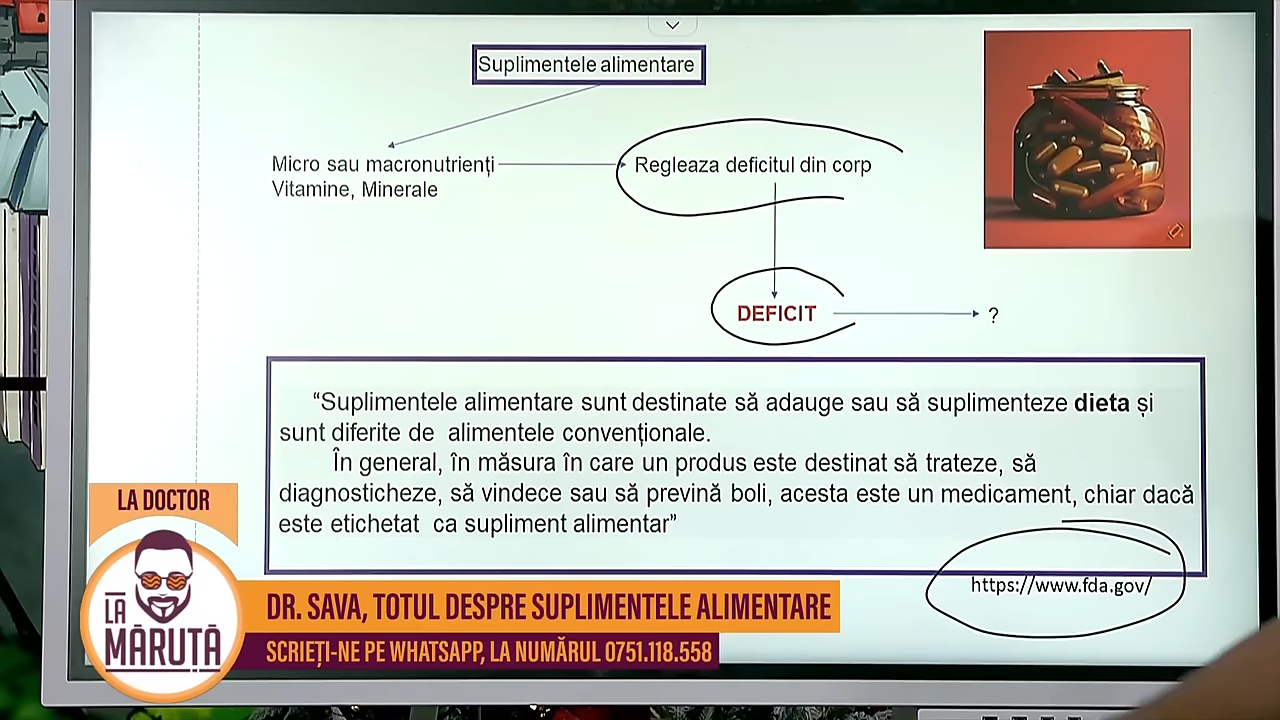 Suplimentele alimentare
Micro sau macronutrienți
Vitamine, Minerale
Regleaza deficitul din corp
DEFICIT
?
“Suplimentele alimentare sunt destinate să adauge sau să suplimenteze dieta și
sunt diferite de alimentele convenționale.
În general, în măsura în care un produs este destinat să trateze, să
diagnosticheze, să vindece sau să prevină boli, acesta este un medicament, chiar dacă
este etichetat ca supliment alimentar”
https://www.fda.gov/
LA DOCTOR
LA
MĂRUȚĂ
DR. SAVA, TOTUL DESPRE SUPLIMENTELE ALIMENTARE
SCRIEȚI-NE PE WHATSAPP, LA NUMĂRUL 0751.118.558